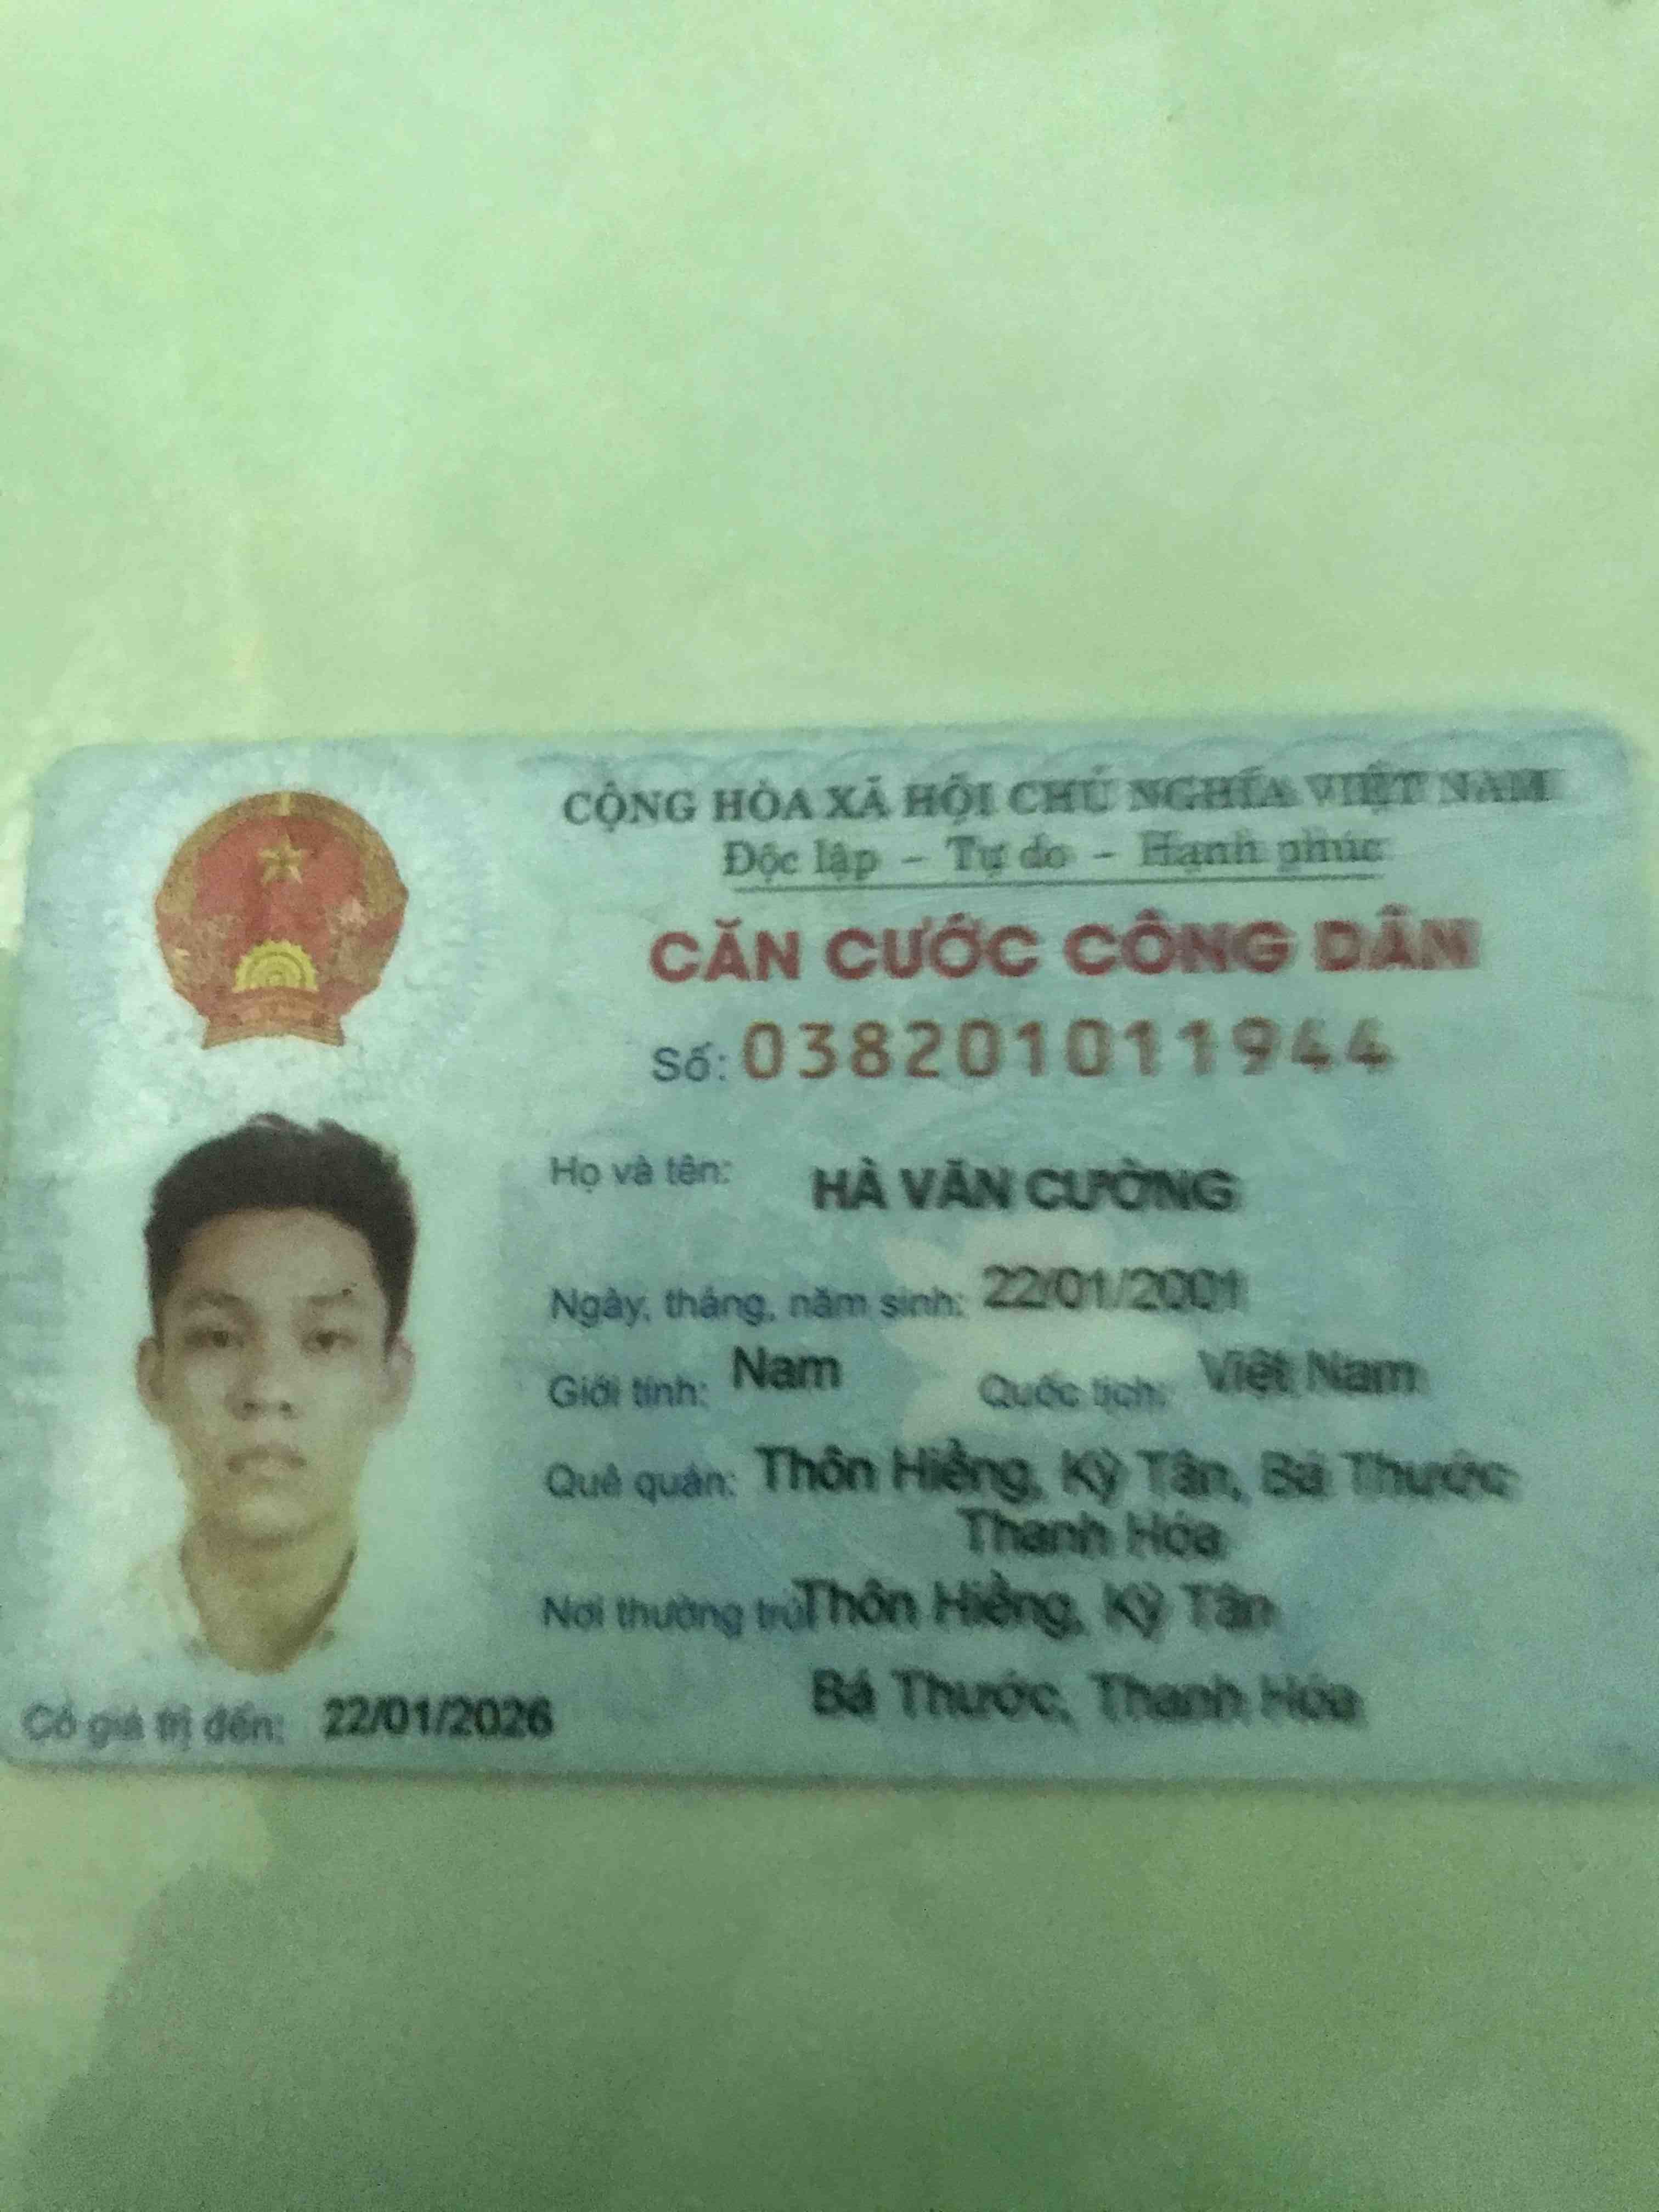 CỘNG HÒA XÃ HỘI CHỦ NGHĨA VIỆT NAM
Độc lập – Tự do – Hạnh phúc
CĂN CƯỚC CÔNG DÂN
Số: 038201011944
Họ và tên: HÀ VĂN CƯỜNG
Ngày, tháng, năm sinh: 22/01/2001
Giới tính: Nam Quốc tịch: Việt Nam
Quê quán: Thôn Hiềng, Kỳ Tân, Bá Thước
Thanh Hóa
Nơi thường trú: Thôn Hiềng, Kỳ Tân
Bá Thước, Thanh Hóa
Có giá trị đến: 22/01/2026